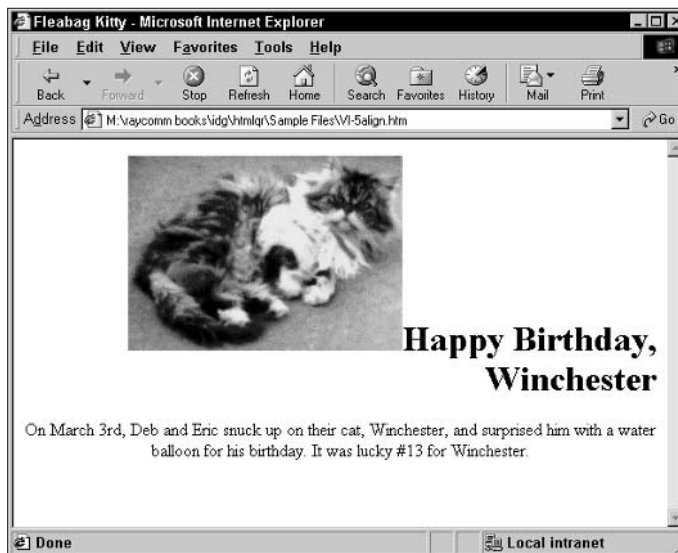 Fleabag Kitty - Microsoft Internet Explorer
File Edit View Favorites Tools Help
Back Forward Stop Refresh Home Search Favorites History Mail Print
Address M:\raycomm books\idg\htmlqr\Sample Files\VI-5align.htm Go
Happy Birthday,
Winchester
On March 3rd, Deb and Eric snuck up on their cat, Winchester, and surprised him with a water
balloon for his birthday. It was lucky #13 for Winchester.
Done Local intranet